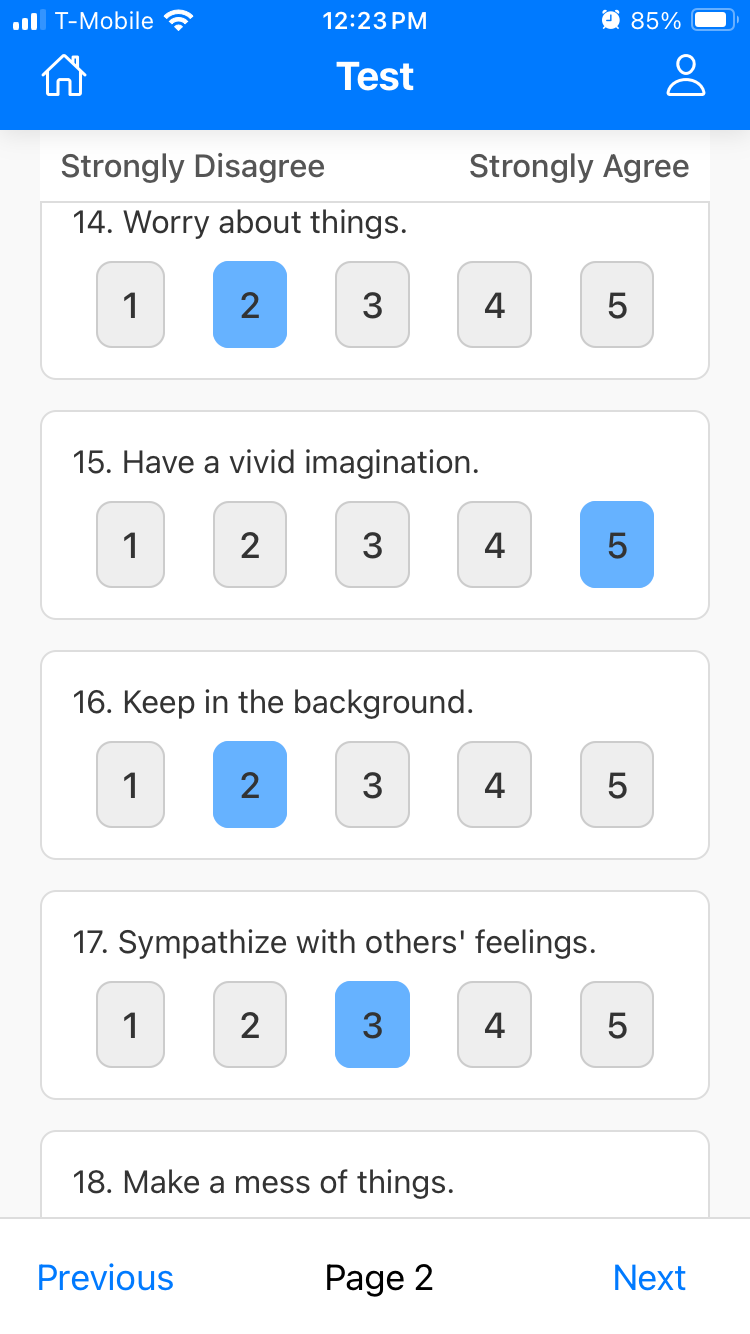 T-Mobile 12:23 PM 85%
Test
Strongly Disagree Strongly Agree
14. Worry about things.
1 2 3 4 5
15. Have a vivid imagination.
1 2 3 4 5
16. Keep in the background.
1 2 3 4 5
17. Sympathize with others' feelings.
1 2 3 4 5
18. Make a mess of things.
Previous Page 2 Next